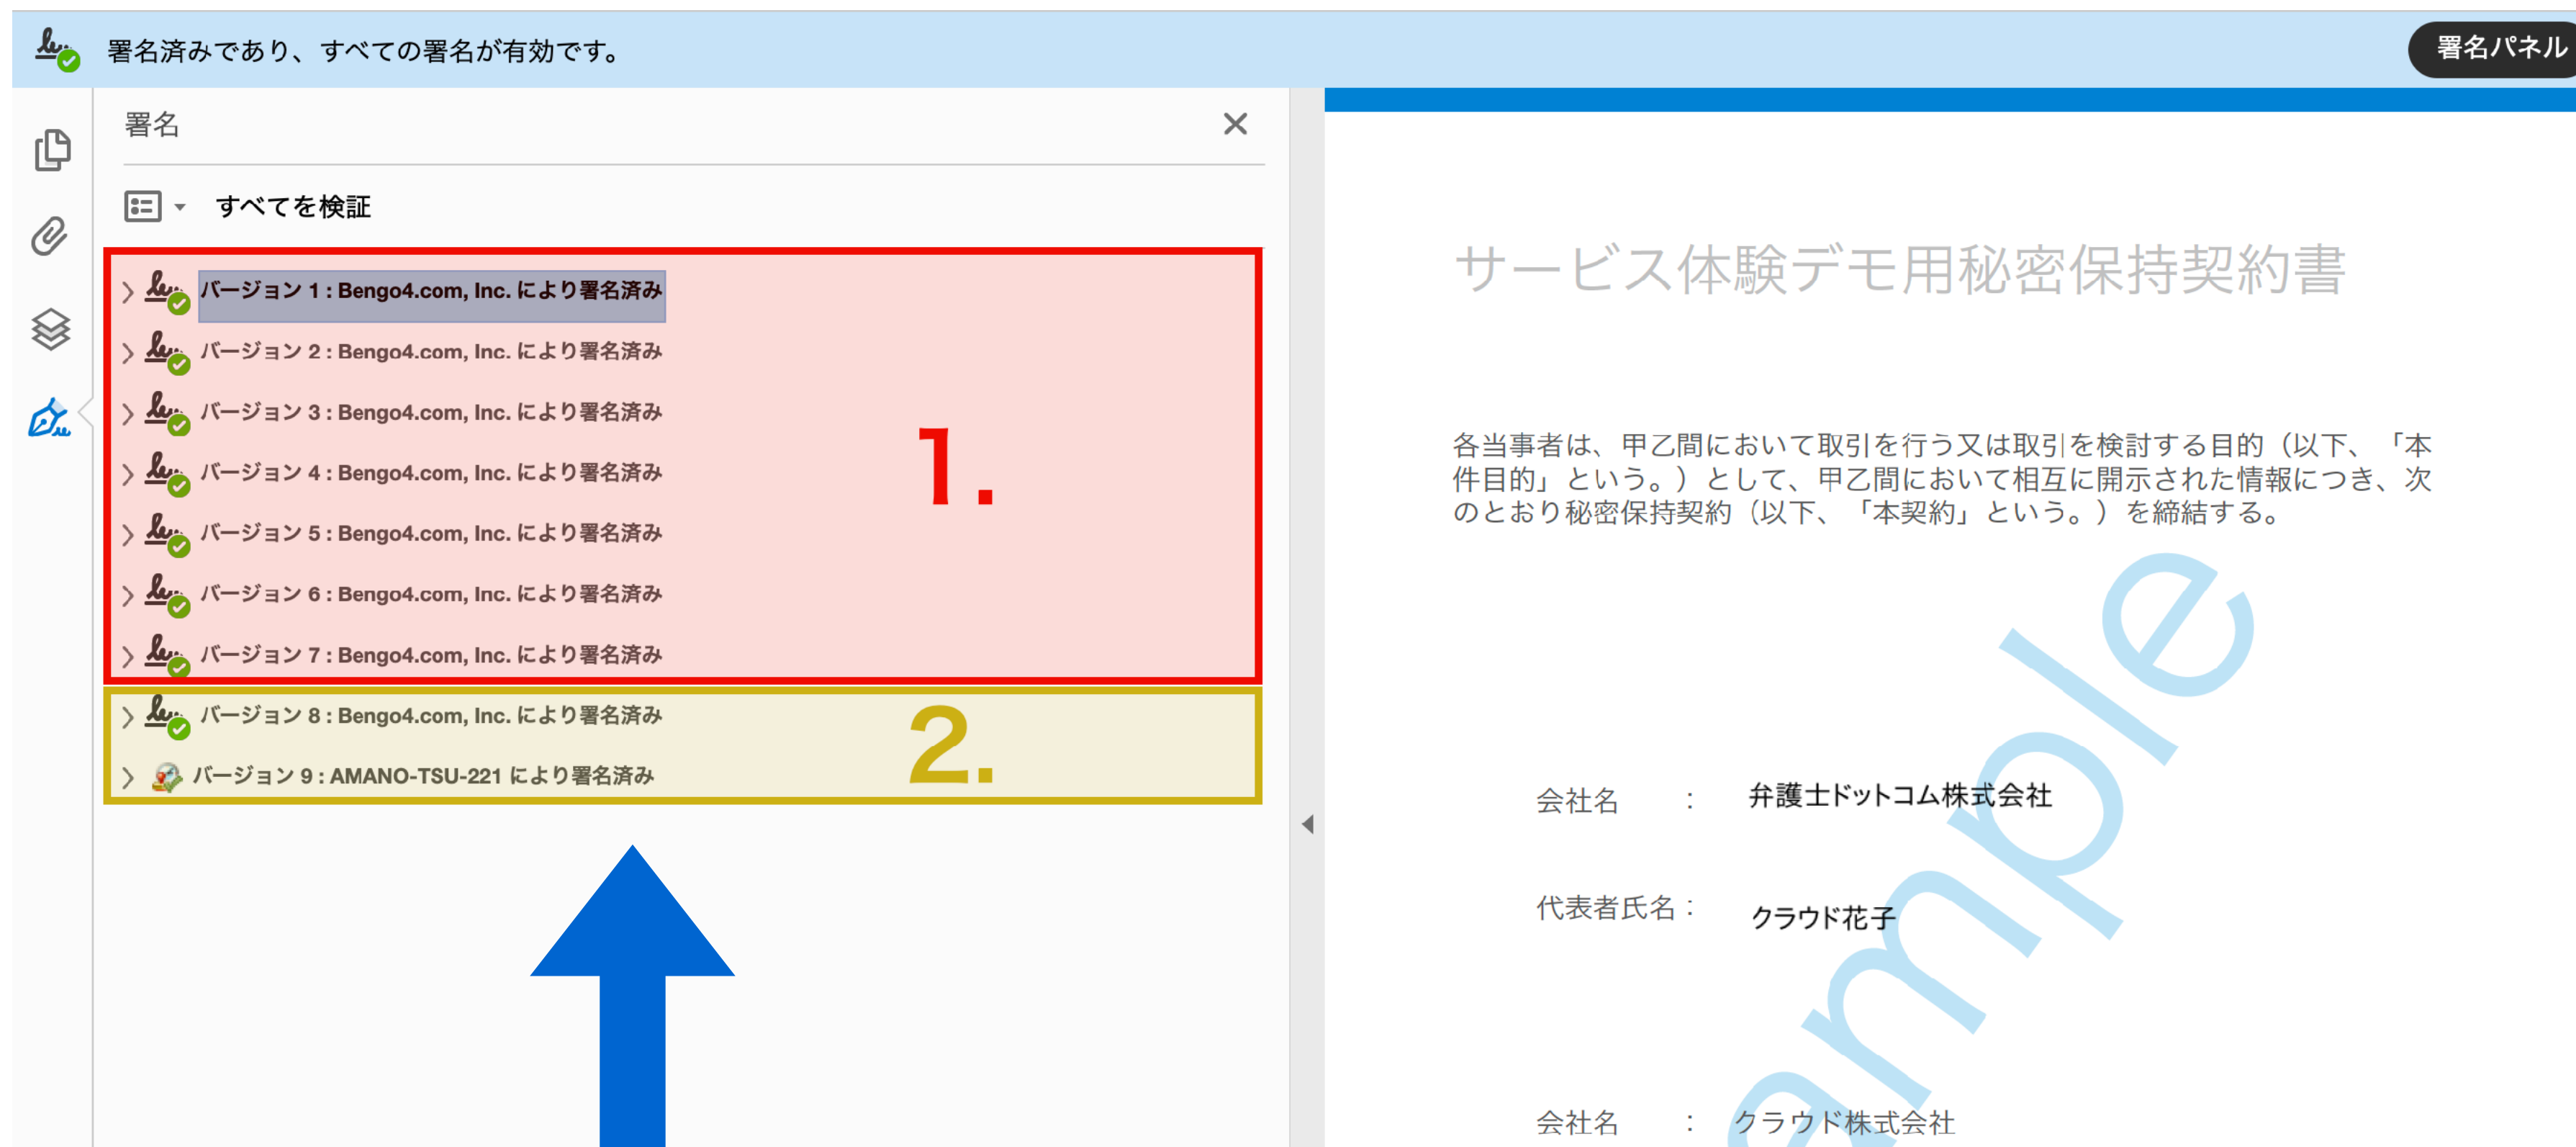 署名済みであり、すべての署名が有効です。
署名パネル
署名
すべてを検証
バージョン 1 : Bengo4.com, Inc. により署名済み
バージョン 2 : Bengo4.com, Inc. により署名済み
バージョン 3 : Bengo4.com, Inc. により署名済み
バージョン 4 : Bengo4.com, Inc. により署名済み
バージョン 5 : Bengo4.com, Inc. により署名済み
バージョン 6 : Bengo4.com, Inc. により署名済み
バージョン 7 : Bengo4.com, Inc. により署名済み
1.
バージョン 8 : Bengo4.com, Inc. により署名済み
バージョン 9 : AMANO-TSU-221 により署名済み
2.
サービス体験デモ用秘密保持契約書
各当事者は、甲乙間において取引を行う又は取引を検討する目的（以下、「本
件目的」という。）として、甲乙間において相互に開示された情報につき、次
のとおり秘密保持契約（以下、「本契約」という。）を締結する。
会社名 : 弁護士ドットコム株式会社
代表者氏名 : クラウド花子
会社名 : クラウド株式会社
ample